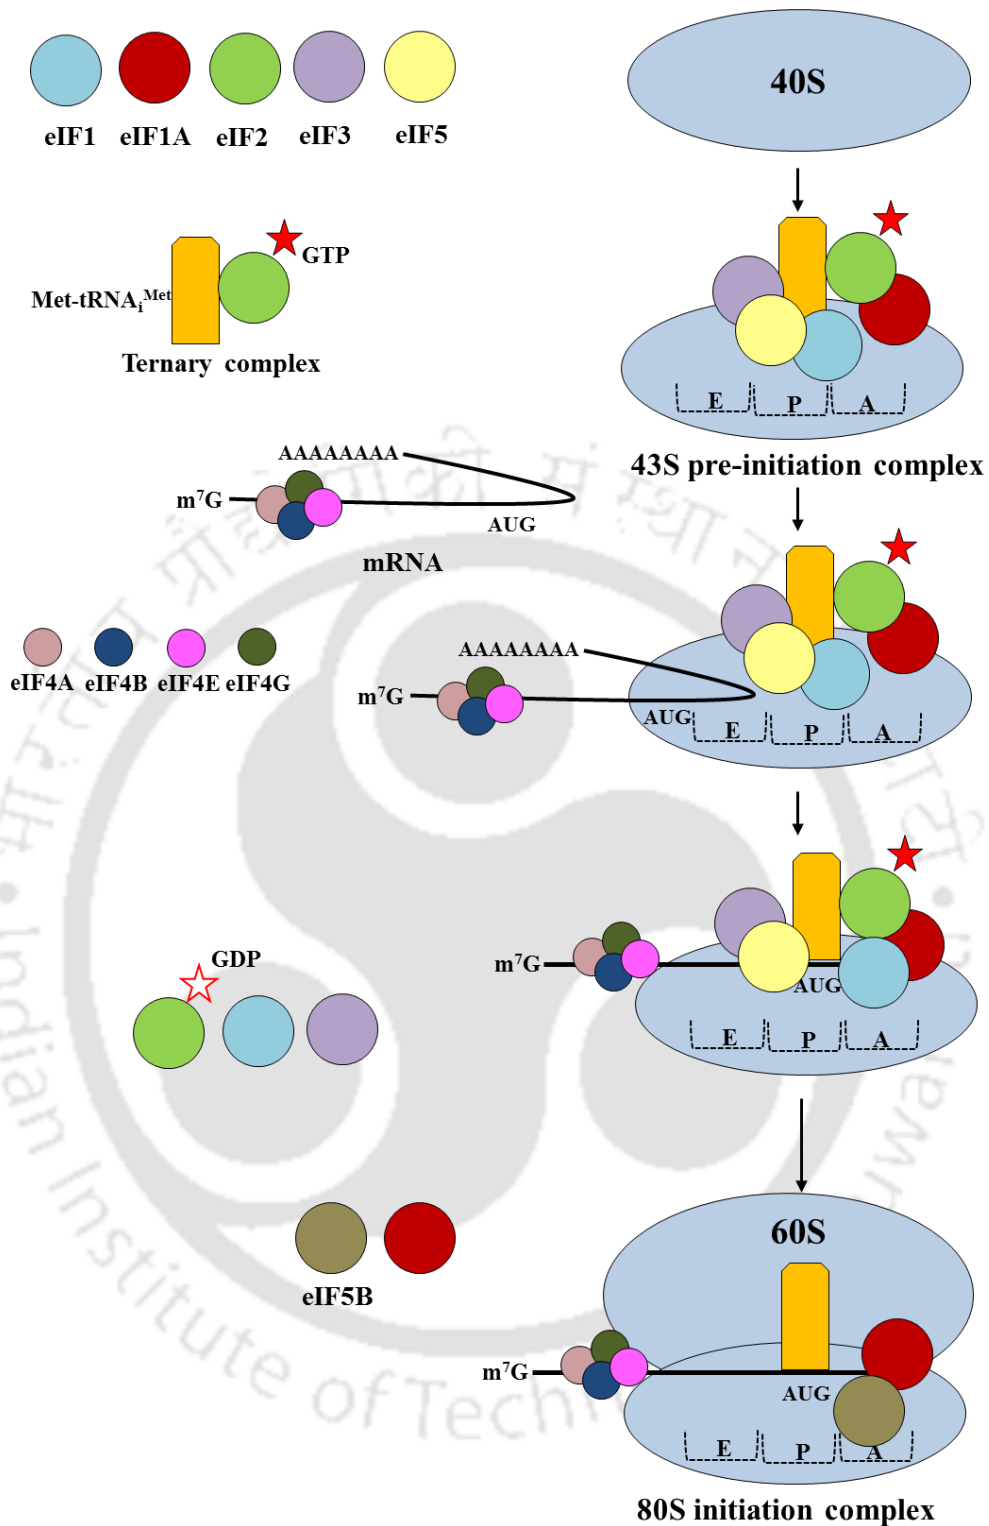 40S
eIF1 eIF1A eIF2 eIF3 eIF5
GTP
Met-tRNAᵢᴹᵉᵗ
Ternary complex
E P A
43S pre-initiation complex
AAAAAAAA
m⁷G
AUG
mRNA
eIF4A eIF4B eIF4E eIF4G
AAAAAAAA
m⁷G
AUG E P A
GDP
m⁷G
AUG
E P A
60S
eIF5B
m⁷G
AUG
E P A
80S initiation complex
Indian Institute of Techn